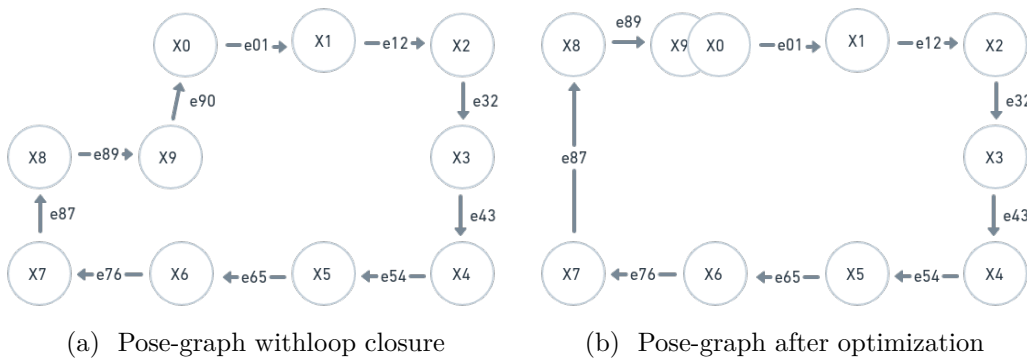 X0 e01 X1 e12 X2
e90
e32
X8 e89 X9
X3
e87
e43
X7 e76 X6 e65 X5 e54 X4
(a) Pose-graph withloop closure
e89
X8 X9 X0 e01 X1 e12 X2
e32
e87
X3
e43
X7 e76 X6 e65 X5 e54 X4
(b) Pose-graph after optimization